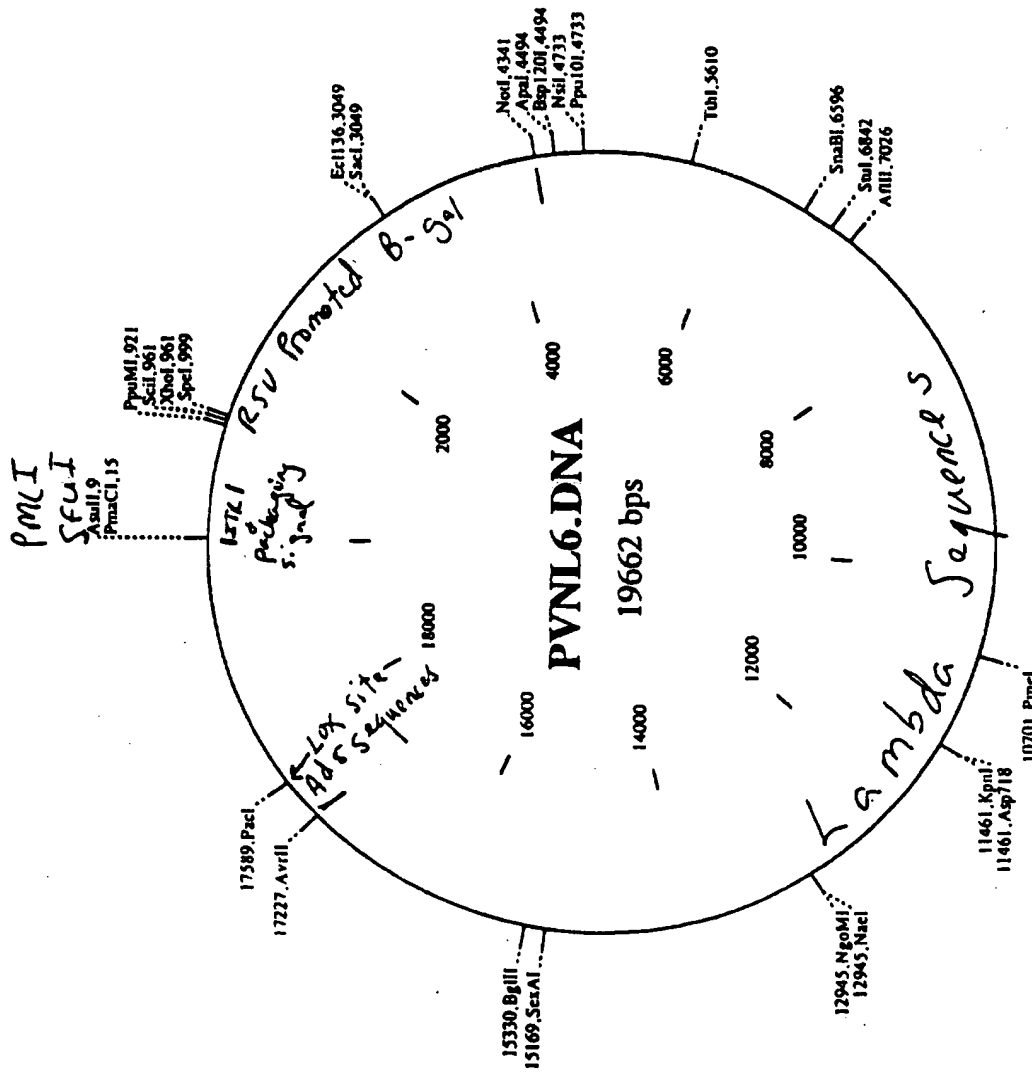 PMLI
SFUI
AsuII,9
PmaCI,15
PpuMI,921
SciI,961
XhoI,961
SpeI,999
Ecl136,3049
SacI,3049
NotI,4341
ApaI,4494
Bsp120I,4494
NsiI,4733
Ppu10I,4733
Tth1,5610
SnaBI,6596
StuI,6842
AflII,7026
10701,PmeI
11461,KpnI
11461,Asp718
12945,NgoMI
12945,NaeI
15169,SexAI
15330,BglII
17227,AvrII
17589,PacI
Packaging
Signal
RSV Promoted B-gal
Lambda Sequences
Lox Site
Ad 5 Sequences
2000
4000
6000
8000
10000
12000
14000
16000
18000
PVNL6.DNA
19662 bps